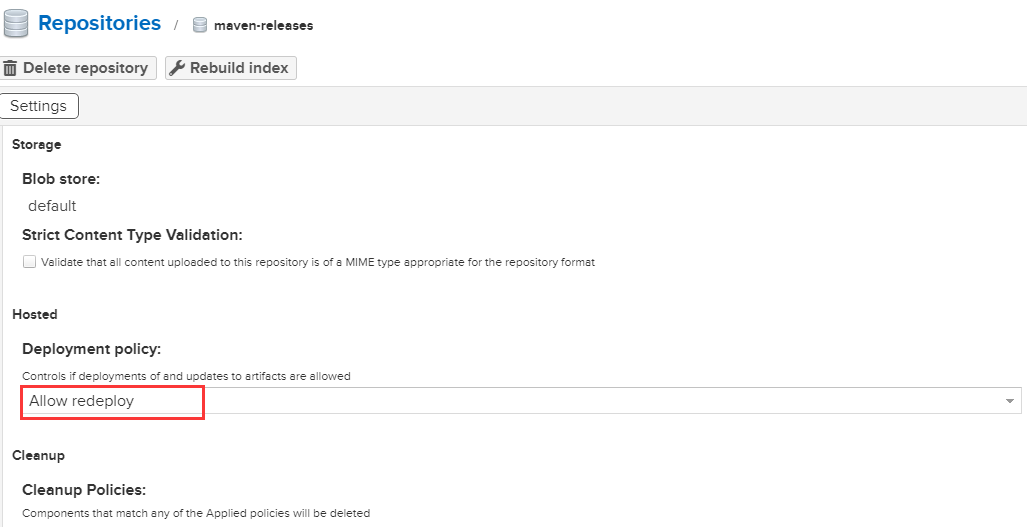 Repositories / maven-releases
Delete repository Rebuild index
Settings
Storage
Blob store:
default
Strict Content Type Validation:
Validate that all content uploaded to this repository is of a MIME type appropriate for the repository format
Hosted
Deployment policy:
Controls if deployments of and updates to artifacts are allowed
Allow redeploy
Cleanup
Cleanup Policies:
Components that match any of the Applied policies will be deleted